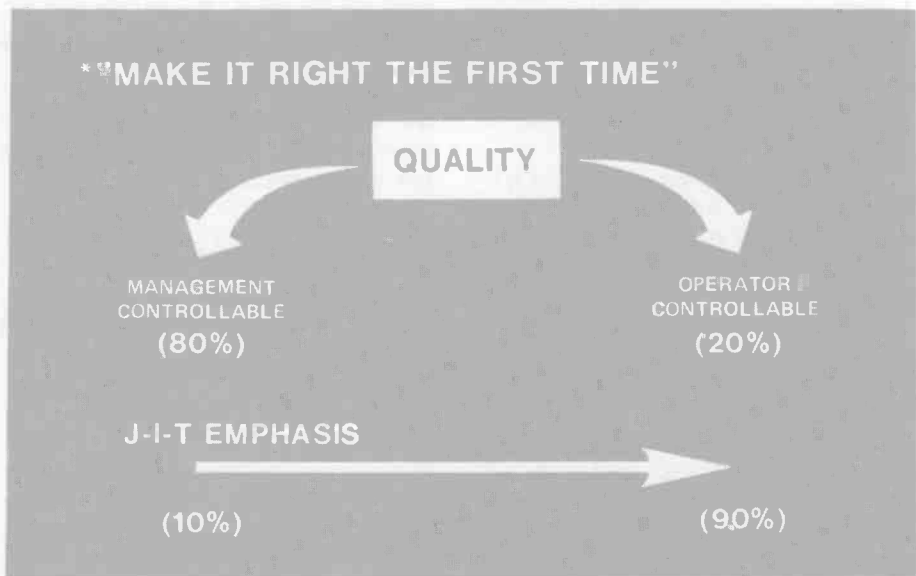 *"MAKE IT RIGHT THE FIRST TIME"
QUALITY
MANAGEMENT
CONTROLLABLE
(80%)
OPERATOR
CONTROLLABLE
(20%)
J-I-T EMPHASIS
(10%)
(90%)